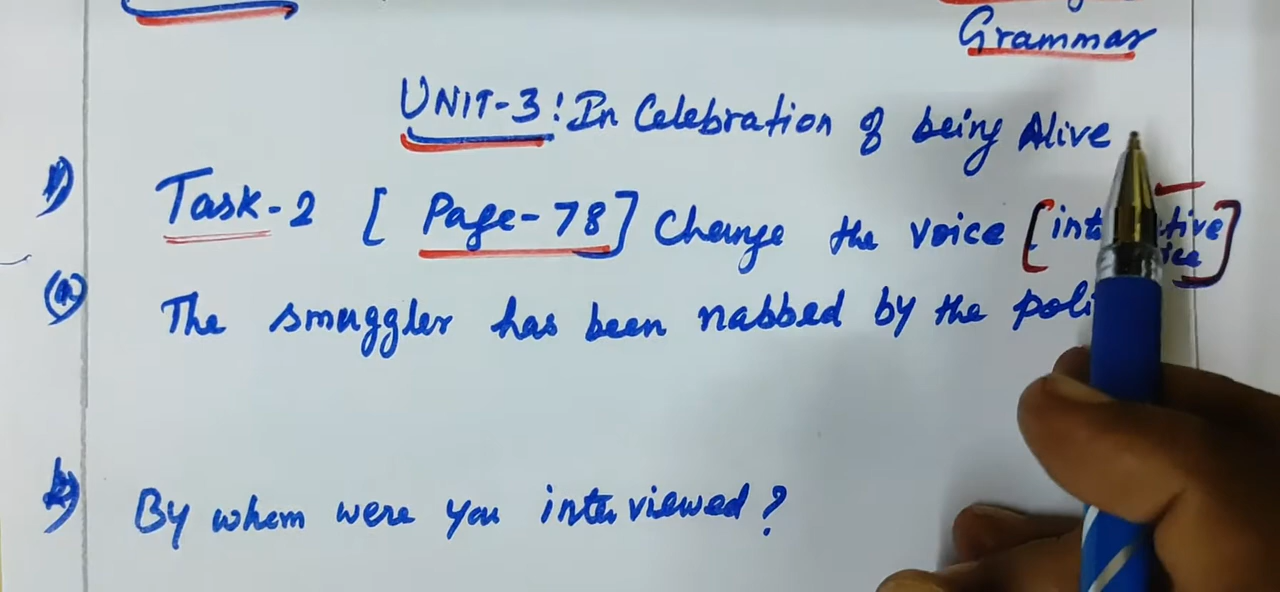 Grammar
UNIT-3: In Celebration of being Alive
1) Task-2 [Page-78] Change the voice
(a) The smuggler has been nabbed by the
b) By whom were you interviewed?